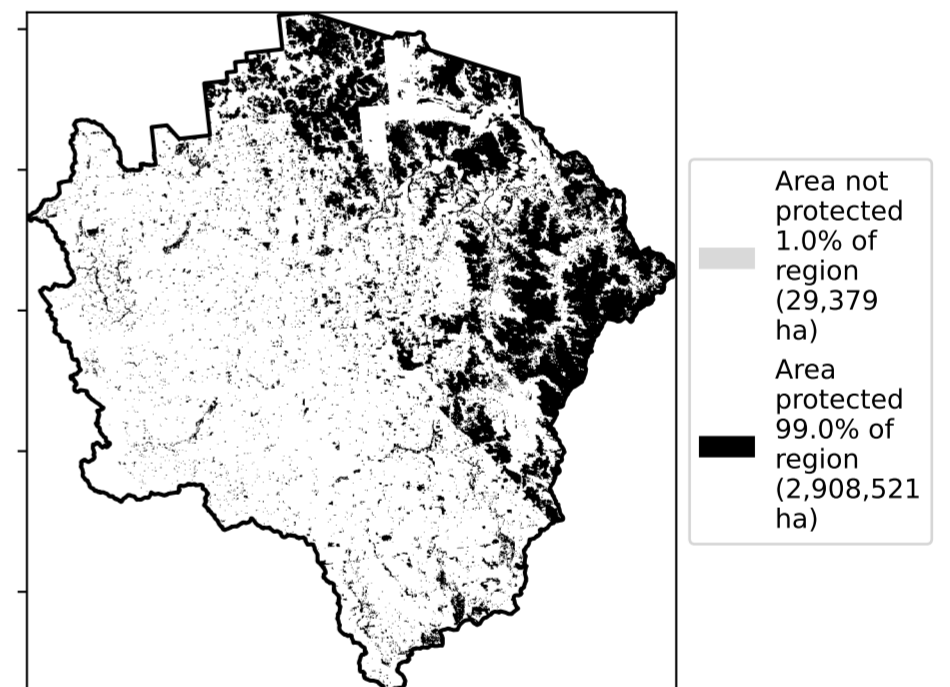 Area not
protected
1.0% of
region
(29,379
ha)
Area
protected
99.0% of
region
(2,908,521
ha)